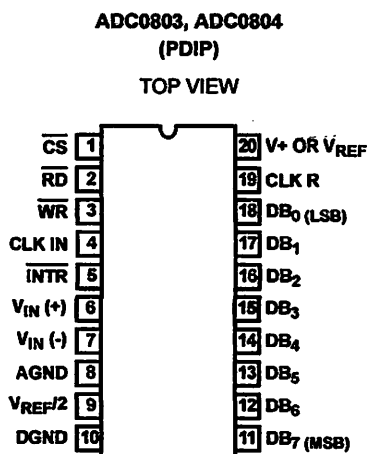 ADC0803, ADC0804
(PDIP)
TOP VIEW
CS 1 20 V+ OR VREF
RD 2 19 CLK R
WR 3 18 DB0 (LSB)
CLK IN 4 17 DB1
INTR 5 16 DB2
VIN (+) 6 15 DB3
VIN (-) 7 14 DB4
AGND 8 13 DB5
VREF/2 9 12 DB6
DGND 10 11 DB7 (MSB)